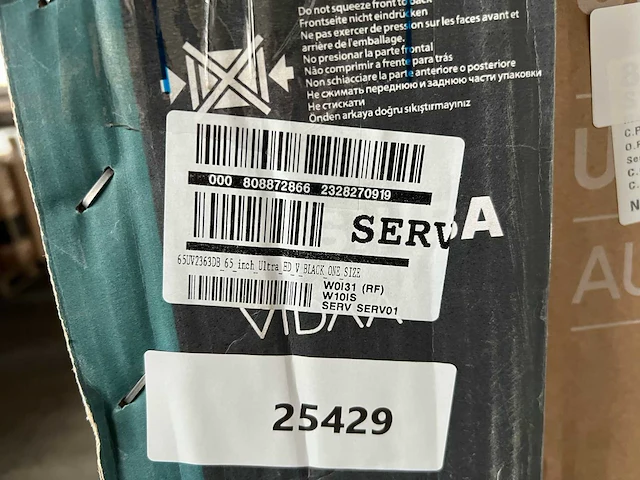 Do not squeeze front to back
Frontseite nicht eindrücken
Ne pas exercer de pression sur les faces avant et
arrière de l'emballage.
No presionar la parte frontal
Não comprimir a frente para trás
Non schiacciare la parte anteriore o posteriore
Не сжимать переднюю и заднюю части упаковки
Не стискати
Önden arkaya doğru sıkıştırmayınız
000 808872866 2328270919
SERV
A
65UV2363DB_65_inch_Ultra_HD_V_BLACK_ONE_SIZE
W0I31 (RF)
W10IS
SERV SERV01
VIDAA
25429
U
AU
C.